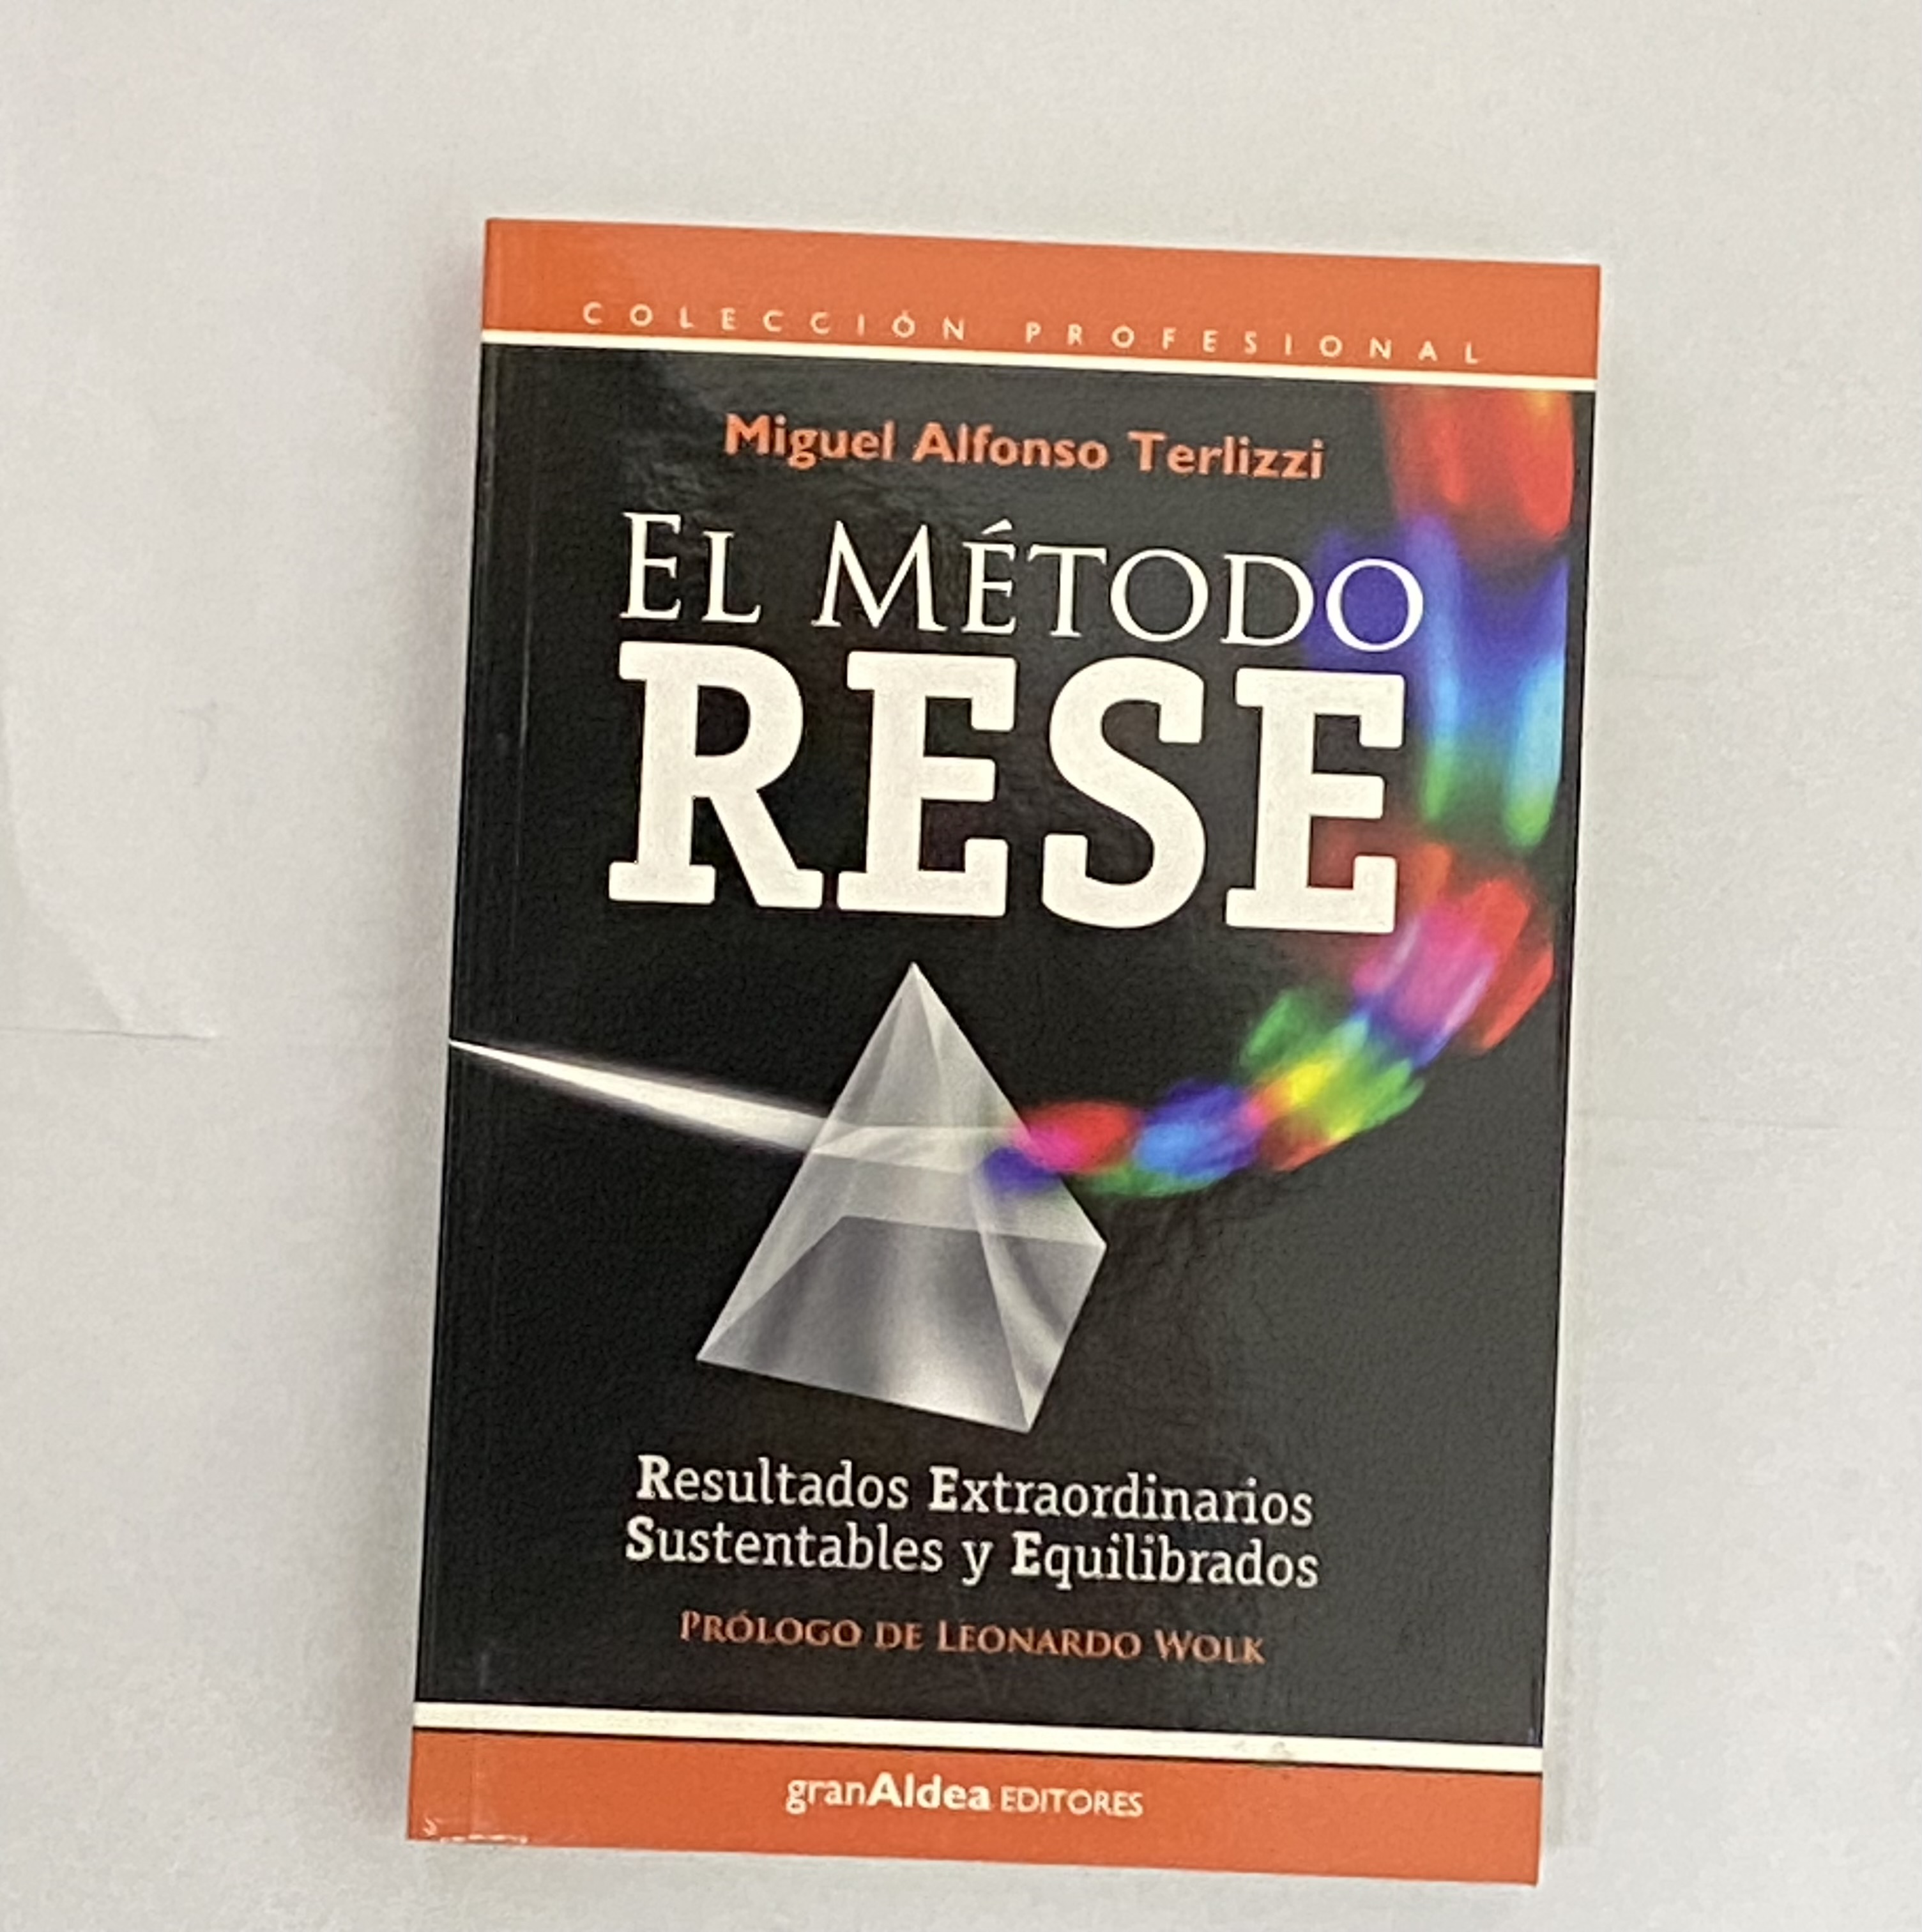 COLECCIÓN PROFESIONAL
Miguel Alfonso Terlizzi
EL MÉTODO
RESE
Resultados Extraordinarios
Sustentables y Equilibrados
PRÓLOGO DE LEONARDO WOLK
granAldea EDITORES